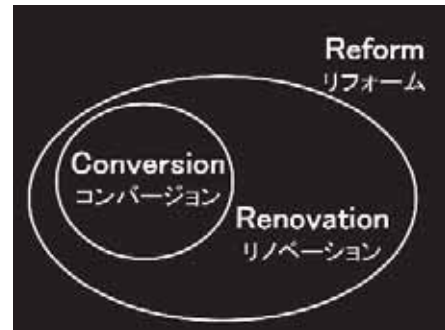 Reform
リフォーム
Conversion
コンバージョン
Renovation
リノベーション